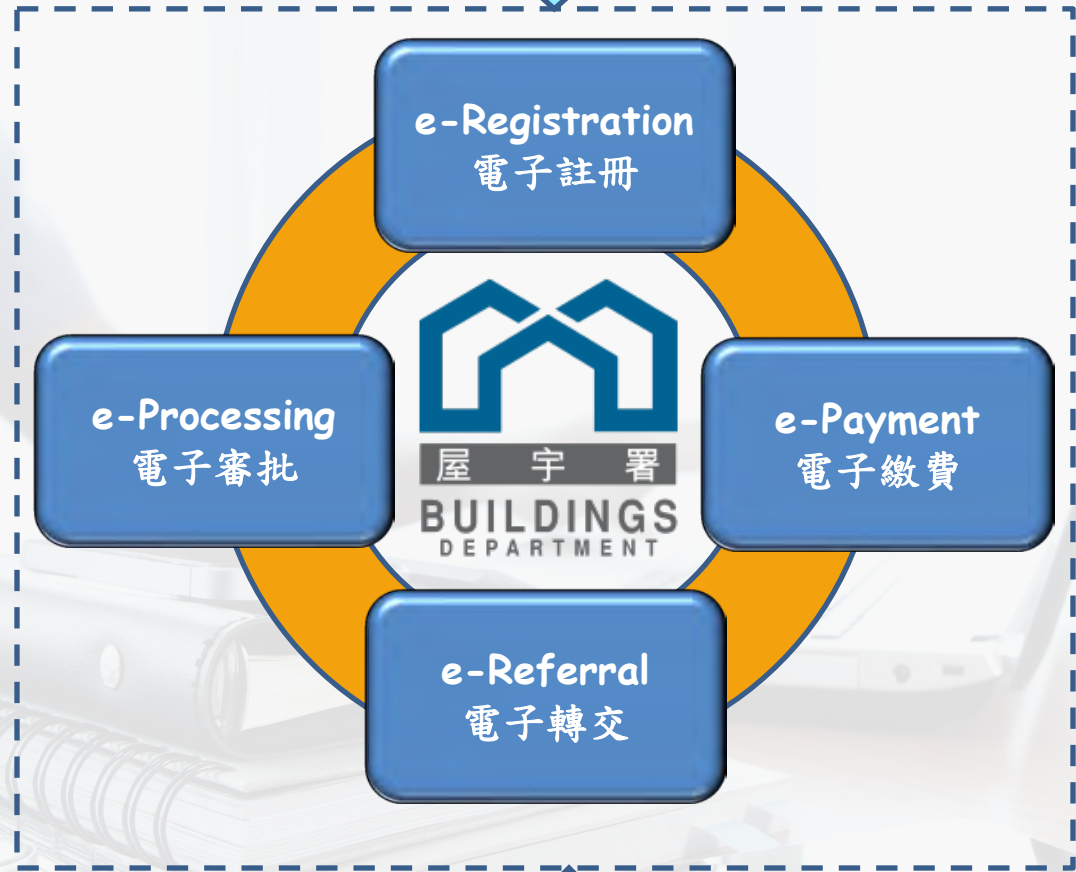 e-Registration
電子註冊
e-Processing
電子審批
屋宇署
BUILDINGS
DEPARTMENT
e-Payment
電子繳費
e-Referral
電子轉交